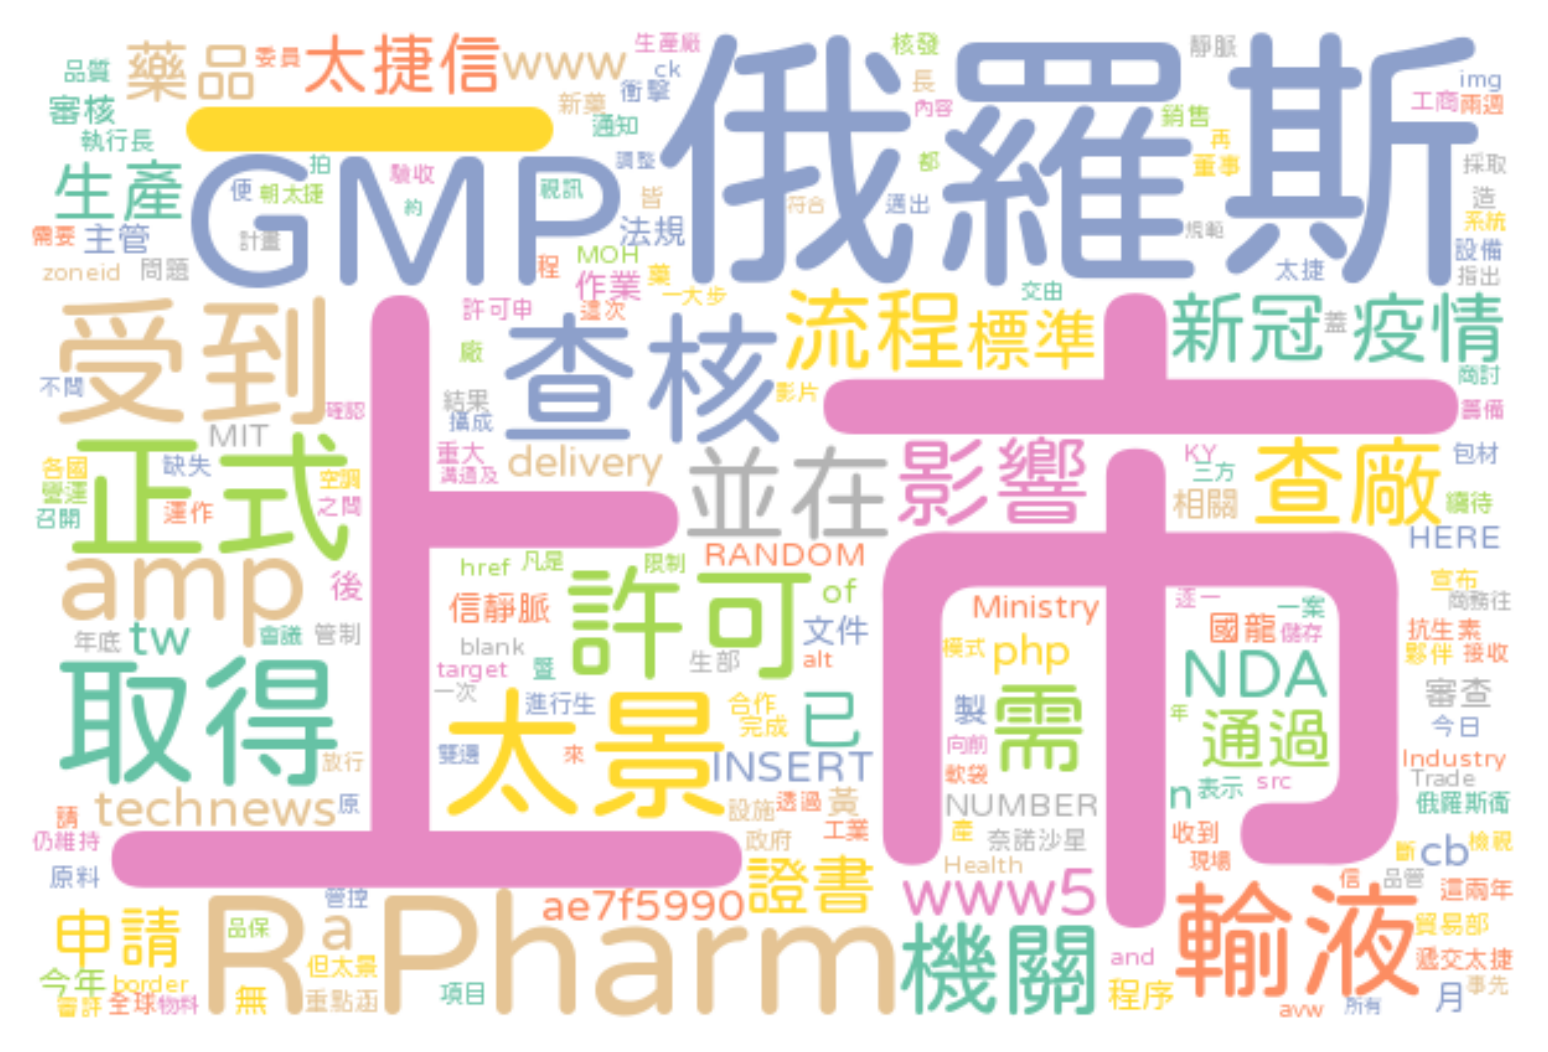 俄羅斯
上市
GMP
一
R Pharm
受到
查核
正式
取得
太景
許可
輸液
amp
流程
標準
新冠
疫情
並在
影響
查廠
機關
需
已
NDA
通過
www5
證書
申請
technews
delivery
藥品
委員
太捷信
www
生產廠
ck
衝擊
品質
審核
執行長
新藥
通知
生產
主管
需要
zoneid
問題
便
朝太捷
拍
計畫
驗收
約
視訊
調整
皆
法規
MOH
程
作業
藥
一大步
這次
許可申
廠
核發
長
內容
都
符合
邁出
靜脈
銷售
再
董事
規範
太捷
交由
img
工商
兩週
採取
造
系統
設備
指出
蓋
商討
籌備
影片
不問
確認
MIT
結果
攝成
重大
溝通及
各國
缺失
空調
營運
運作
之間
召開
後
年底
tw
會議
管制
放行
原
請
仍維持
原料
href
凡是
限制
RANDOM
信靜脈
blank
target
暨
of
文件
生部
alt
一次
進行生
合作
完成
雙邊
來
INSERT
設施
透過
黃
政府
工業
KY
三方
相關
包材
續待
HERE
宣布
商務往
Ministry
逐一
一案
國龍
儲存
抗生素
夥伴
接收
模式
php
製
向前
軟袋
年
審查
今日
NUMBER
n
表示
src
Industry
Trade
俄羅斯衛
產
奈諾沙星
收到
現場
斷
cb
檢視
Health
信
品管
這兩年
貿易部
遞交太捷
事先
月
所有
avw
and
程序
ae7f5990
管控
品保
a
但太景
重點函
項目
無
今年
border
審評
全球
物料